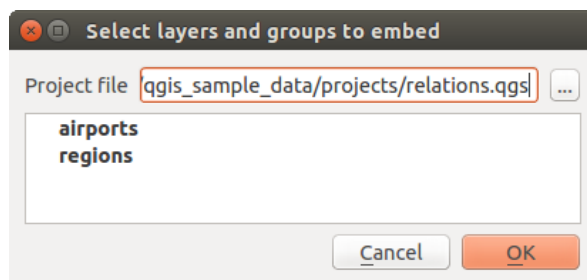 Select layers and groups to embed
Project file /qgis_sample_data/projects/relations.qgs ...
airports
regions
Cancel OK